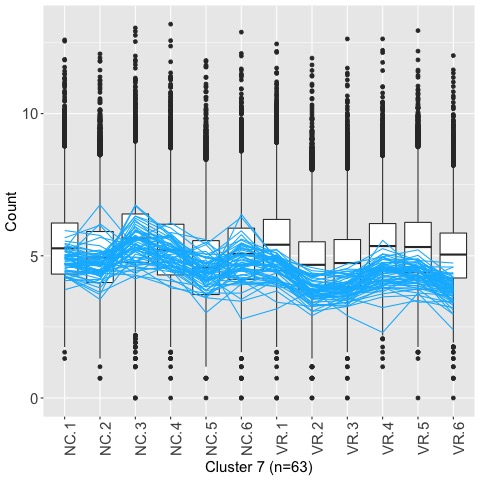 Count
10
5
0
NC.1
NC.2
NC.3
NC.4
NC.5
NC.6
VR.1
VR.2
VR.3
VR.4
VR.5
VR.6
Cluster 7 (n=63)